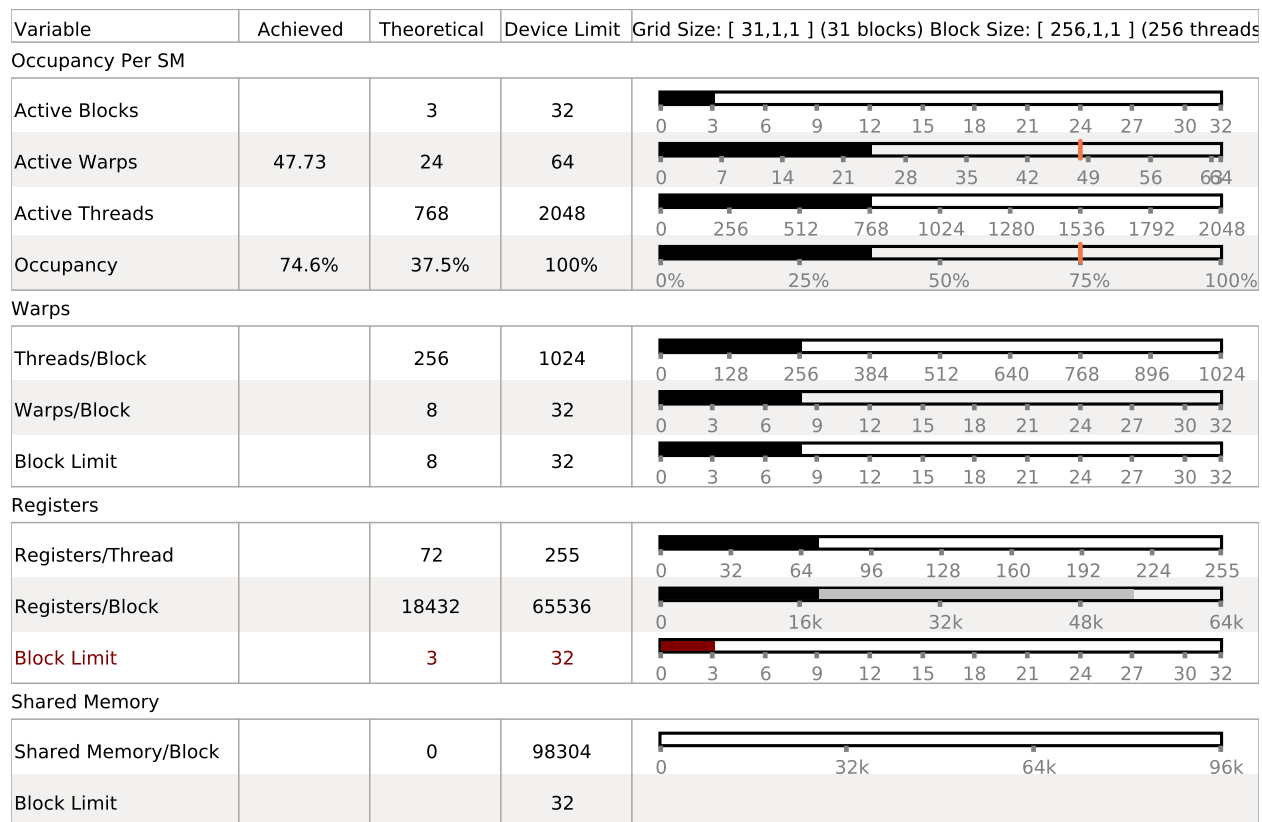 Variable Achieved Theoretical Device Limit Grid Size: [ 31,1,1 ] (31 blocks) Block Size: [ 256,1,1 ] (256 threads
Occupancy Per SM
Active Blocks 3 32
0 3 6 9 12 15 18 21 24 27 30 32
Active Warps 47.73 24 64
0 7 14 21 28 35 42 49 56 63 64
Active Threads 768 2048
0 256 512 768 1024 1280 1536 1792 2048
Occupancy 74.6% 37.5% 100%
0% 25% 50% 75% 100%
Warps
Threads/Block 256 1024
0 128 256 384 512 640 768 896 1024
Warps/Block 8 32
0 3 6 9 12 15 18 21 24 27 30 32
Block Limit 8 32
0 3 6 9 12 15 18 21 24 27 30 32
Registers
Registers/Thread 72 255
0 32 64 96 128 160 192 224 255
Registers/Block 18432 65536
0 16k 32k 48k 64k
Block Limit 3 32
0 3 6 9 12 15 18 21 24 27 30 32
Shared Memory
Shared Memory/Block 0 98304
0 32k 64k 96k
Block Limit 32